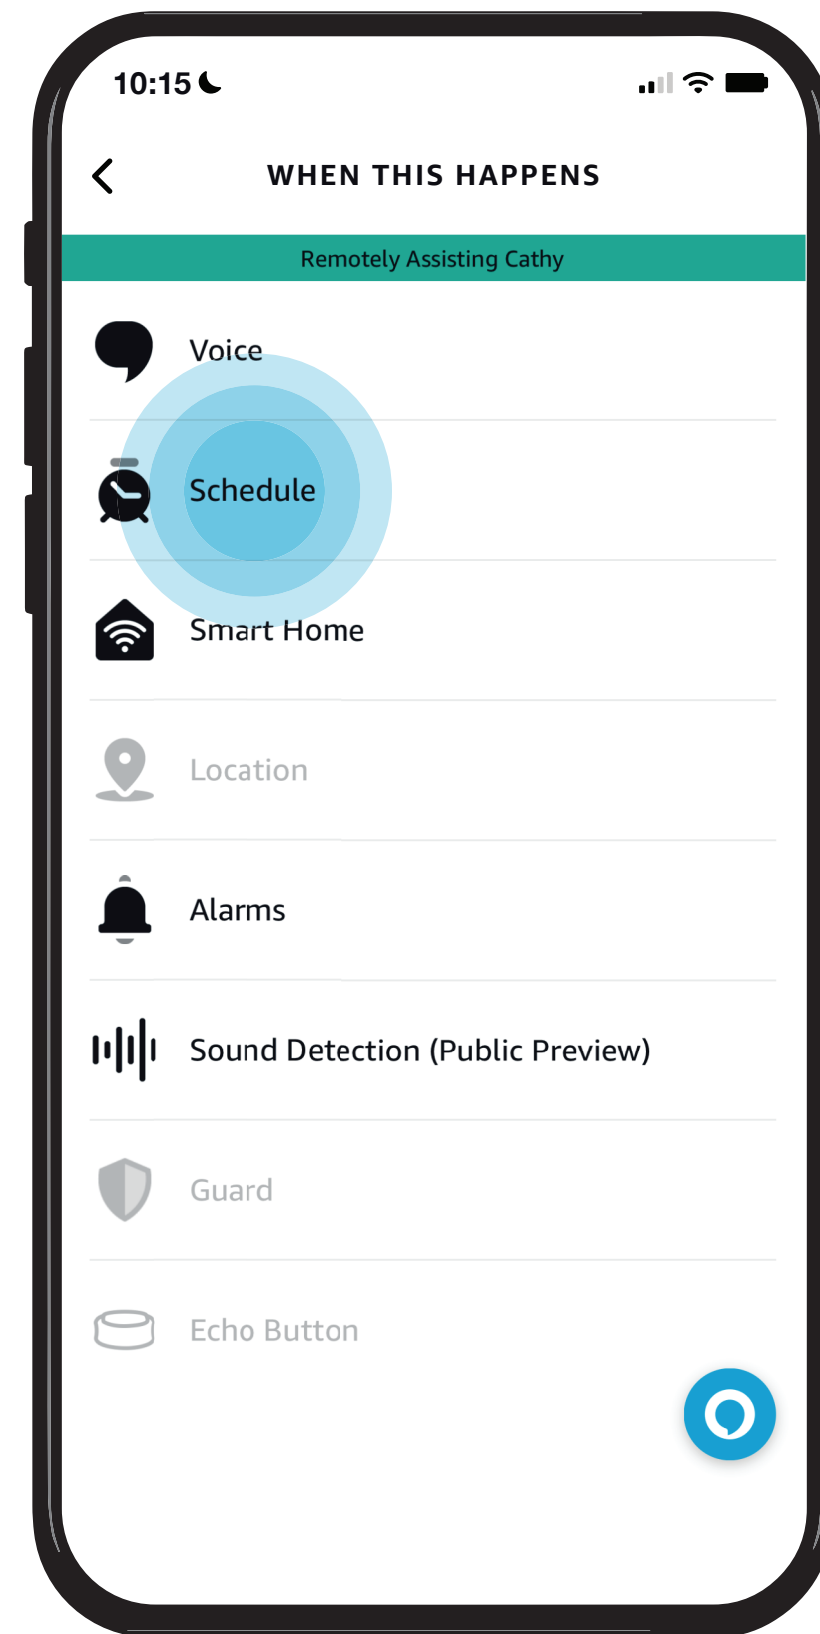 10:15
WHEN THIS HAPPENS
Remotely Assisting Cathy
Voice
Schedule
Smart Home
Location
Alarms
Sound Detection (Public Preview)
Guard
Echo Button